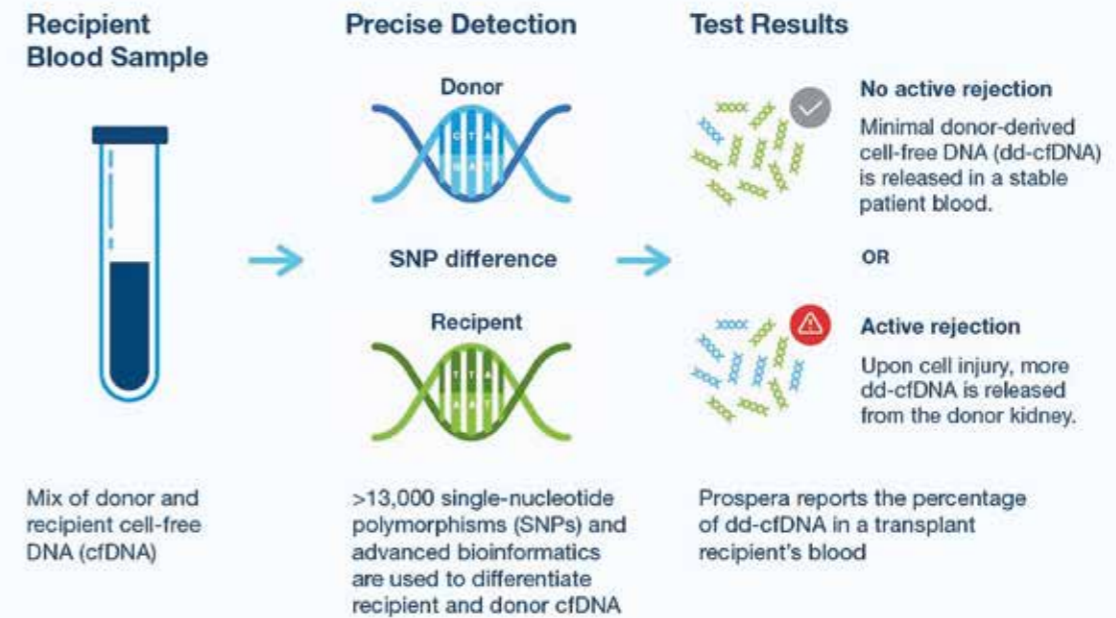 Recipient
Blood Sample
Mix of donor and
recipient cell-free
DNA (cfDNA)
Precise Detection
Donor
C T A
SNP difference
Recipent
T T A
A A T
>13,000 single-nucleotide
polymorphisms (SNPs) and
advanced bioinformatics
are used to differentiate
recipient and donor cfDNA
Test Results
No active rejection
Minimal donor-derived
cell-free DNA (dd-cfDNA)
is released in a stable
patient blood.
OR
Active rejection
Upon cell injury, more
dd-cfDNA is released
from the donor kidney.
Prospera reports the percentage
of dd-cfDNA in a transplant
recipient's blood